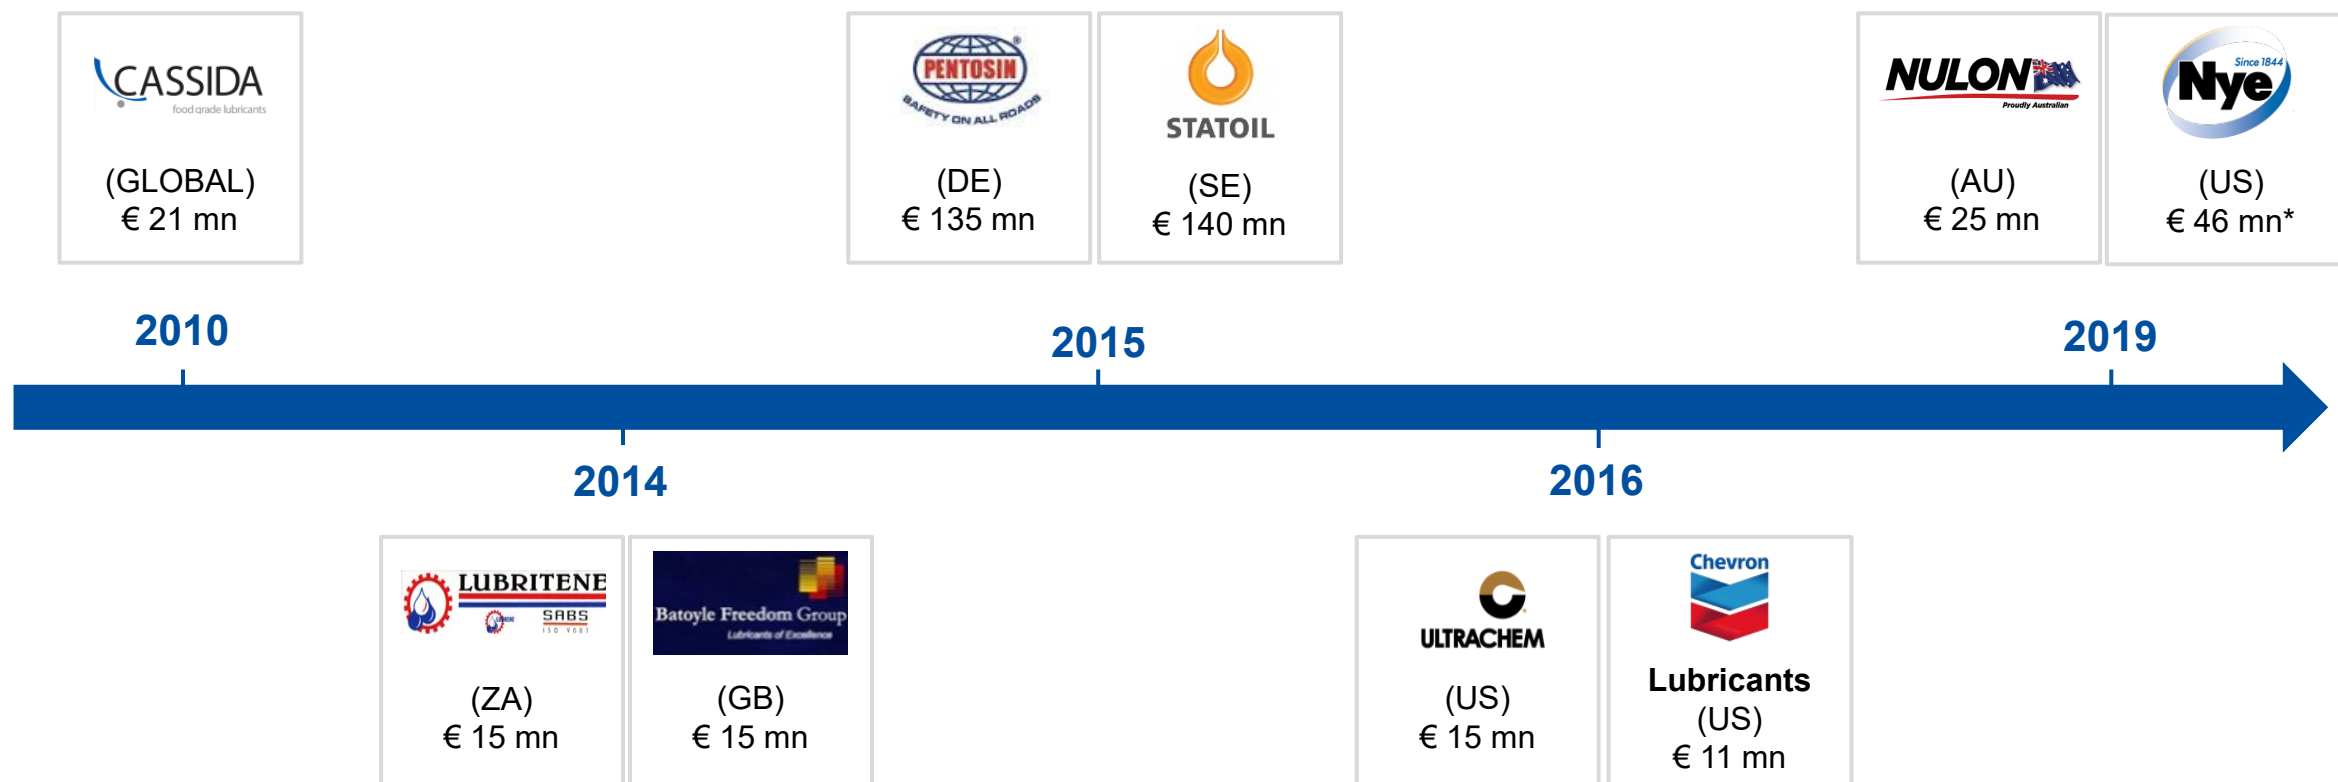 CASSIDA
food grade lubricants
(GLOBAL)
€ 21 mn
PENTOSIN
®
SAFETY ON ALL ROADS
(DE)
€ 135 mn
STATOIL
(SE)
€ 140 mn
NULON
Proudly Australian
(AU)
€ 25 mn
Since 1844
Nye
(US)
€ 46 mn*
2010
2015
2019
2014
2016
LUBRITENE
SABS
ISO 9001
(ZA)
€ 15 mn
Batoyle Freedom Group
Lubricants of Excellence
(GB)
€ 15 mn
ULTRACHEM
(US)
€ 15 mn
Chevron
Lubricants
(US)
€ 11 mn